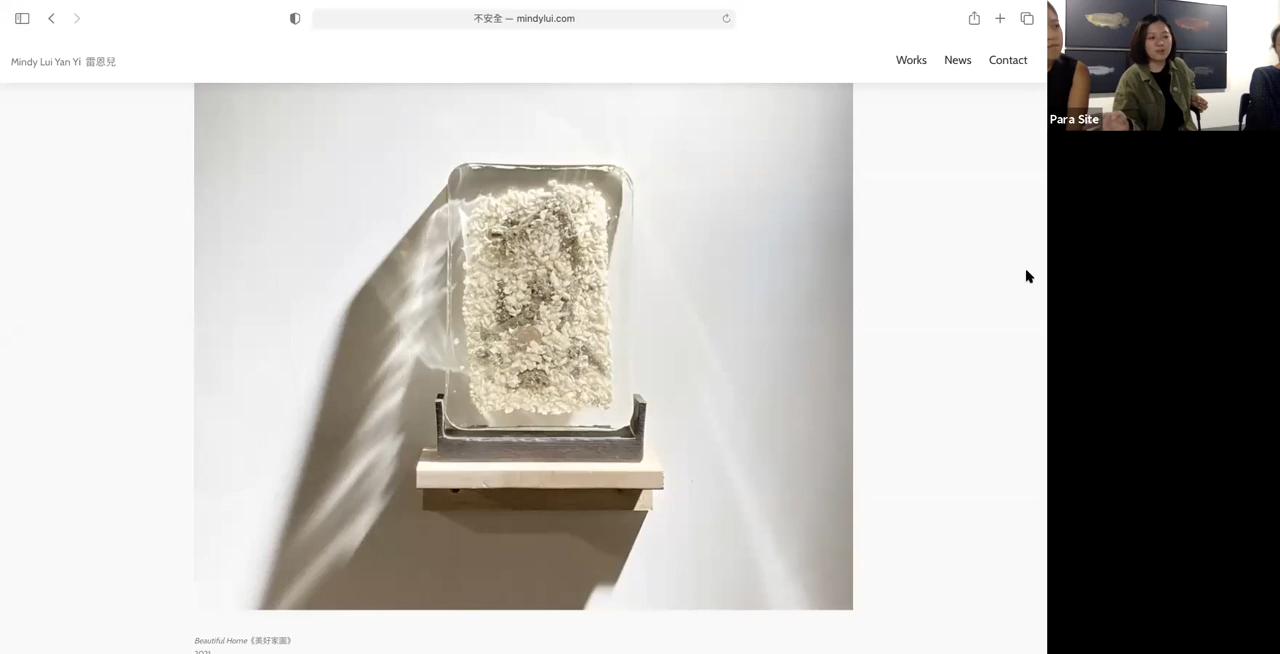 不安全 — mindylui.com
Mindy Lui Yan Yi 雷恩兒
Works News Contact
Para Site
Beautiful Home《美好家園》
2021